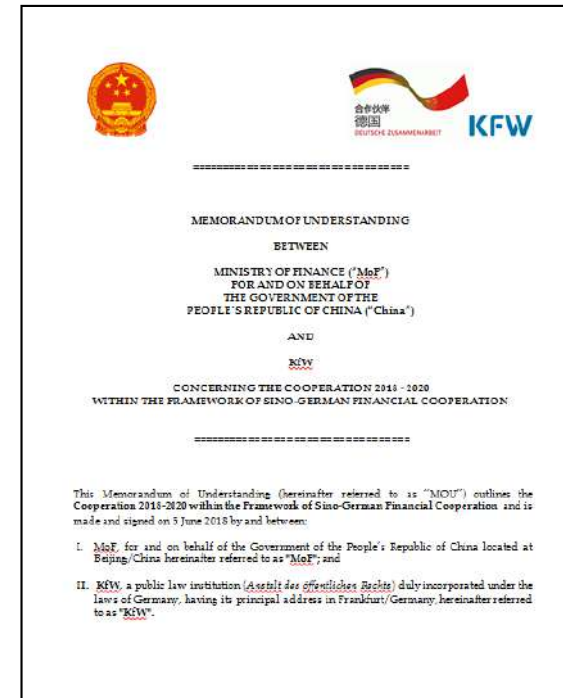 合作伙伴
德国
DEUTSCHE ZUSAMMENARBEIT
KFW
==================================
MEMORANDUM OF UNDERSTANDING
BETWEEN
MINISTRY OF FINANCE ("MoF")
FOR AND ON BEHALF OF
THE GOVERNMENT OF THE
PEOPLE'S REPUBLIC OF CHINA ("China")
AND
KfW
CONCERNING THE COOPERATION 2018 - 2020
WITHIN THE FRAMEWORK OF SINO-GERMAN FINANCIAL COOPERATION
==================================
This Memorandum of Understanding (hereinafter referred to as "MOU") outlines the
Cooperation 2018-2020 within the Framework of Sino-German Financial Cooperation and is
made and signed on 5 June 2018 by and between:
I. MoF, for and on behalf of the Government of the People's Republic of China located at
Beijing/China hereinafter referred to as "MoF"; and
II. KfW, a public law institution (Anstalt des öffentlichen Rechts) duly incorporated under the
laws of Germany, having its principal address in Frankfurt/Germany, hereinafter referred
to as "KfW".